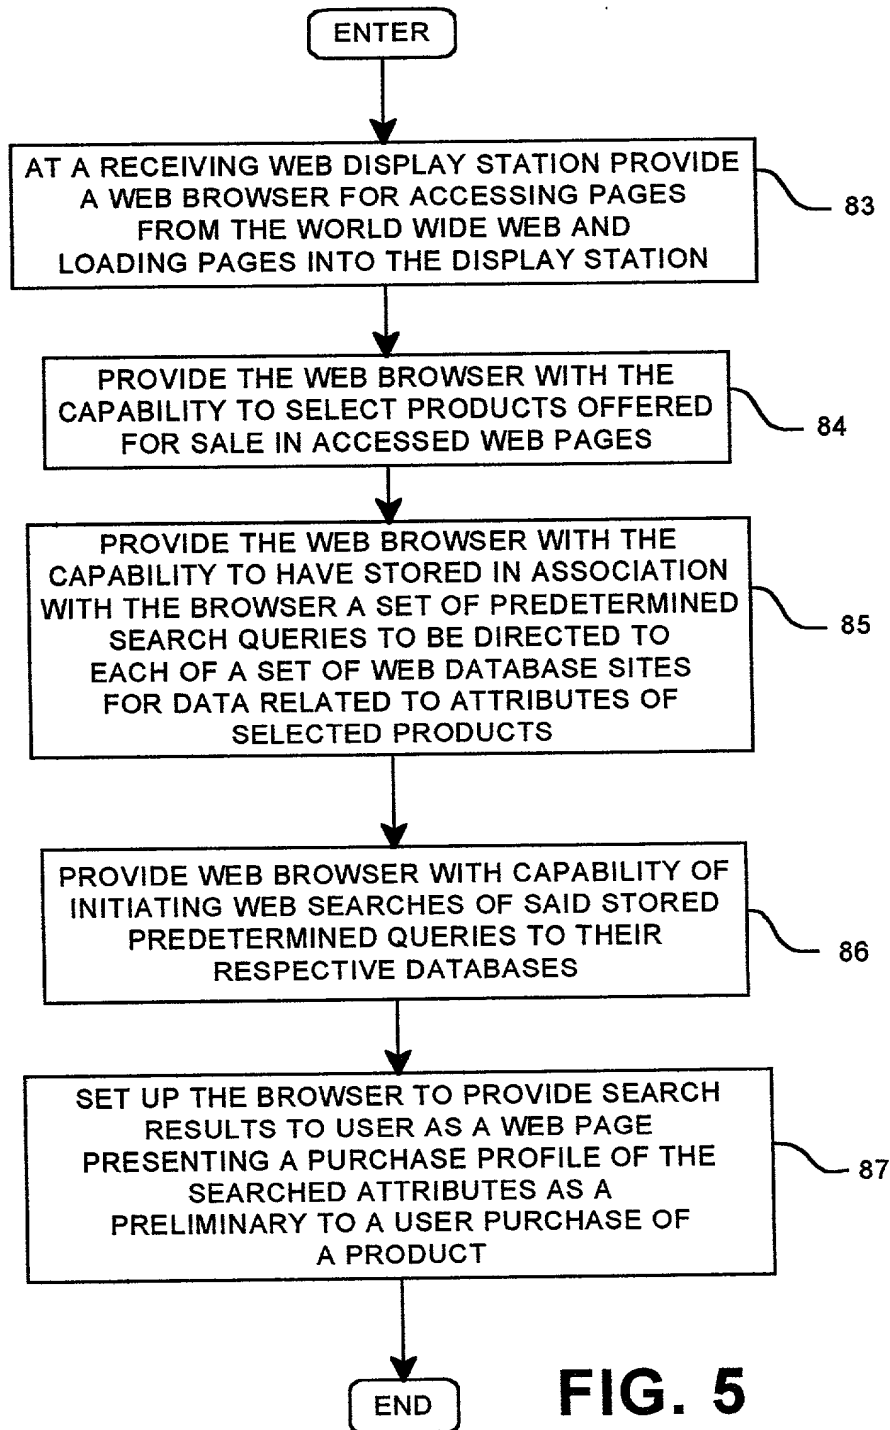 ENTER
AT A RECEIVING WEB DISPLAY STATION PROVIDE
A WEB BROWSER FOR ACCESSING PAGES
FROM THE WORLD WIDE WEB AND
LOADING PAGES INTO THE DISPLAY STATION
83
PROVIDE THE WEB BROWSER WITH THE
CAPABILITY TO SELECT PRODUCTS OFFERED
FOR SALE IN ACCESSED WEB PAGES
84
PROVIDE THE WEB BROWSER WITH THE
CAPABILITY TO HAVE STORED IN ASSOCIATION
WITH THE BROWSER A SET OF PREDETERMINED
SEARCH QUERIES TO BE DIRECTED TO
EACH OF A SET OF WEB DATABASE SITES
FOR DATA RELATED TO ATTRIBUTES OF
SELECTED PRODUCTS
85
PROVIDE WEB BROWSER WITH CAPABILITY OF
INITIATING WEB SEARCHES OF SAID STORED
PREDETERMINED QUERIES TO THEIR
RESPECTIVE DATABASES
86
SET UP THE BROWSER TO PROVIDE SEARCH
RESULTS TO USER AS A WEB PAGE
PRESENTING A PURCHASE PROFILE OF THE
SEARCHED ATTRIBUTES AS A
PRELIMINARY TO A USER PURCHASE OF
A PRODUCT
87
END
FIG. 5